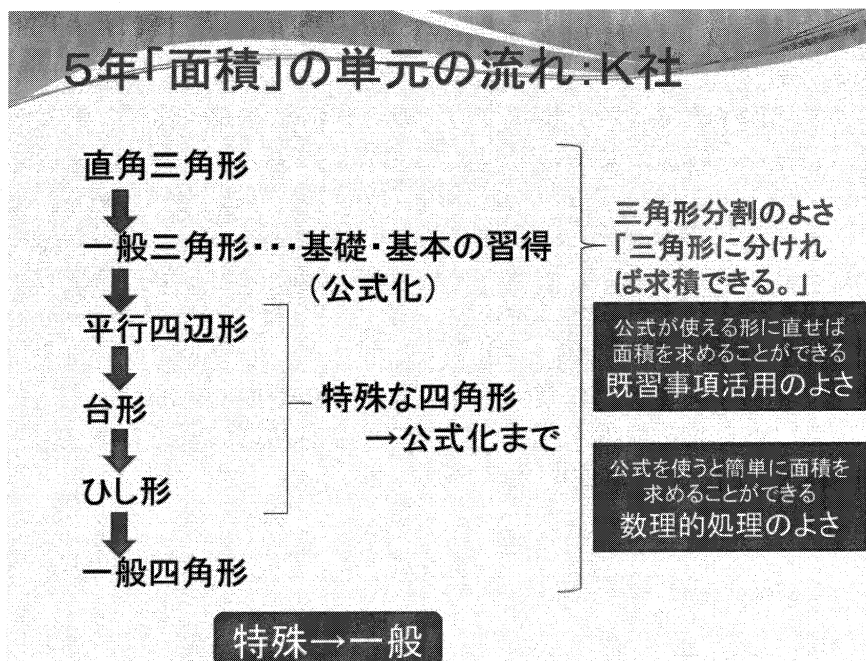 5年「面積」の単元の流れ:K社
直角三角形
一般三角形・・・基礎・基本の習得
(公式化)
平行四辺形
台形
ひし形
一般四角形
特殊な四角形
→公式化まで
三角形分割のよさ
「三角形に分けれ
ば求積できる。」
公式が使える形に直せば
面積を求めることができる
既習事項活用のよさ
公式を使うと簡単に面積を
求めることができる
数理的処理のよさ
特殊→一般